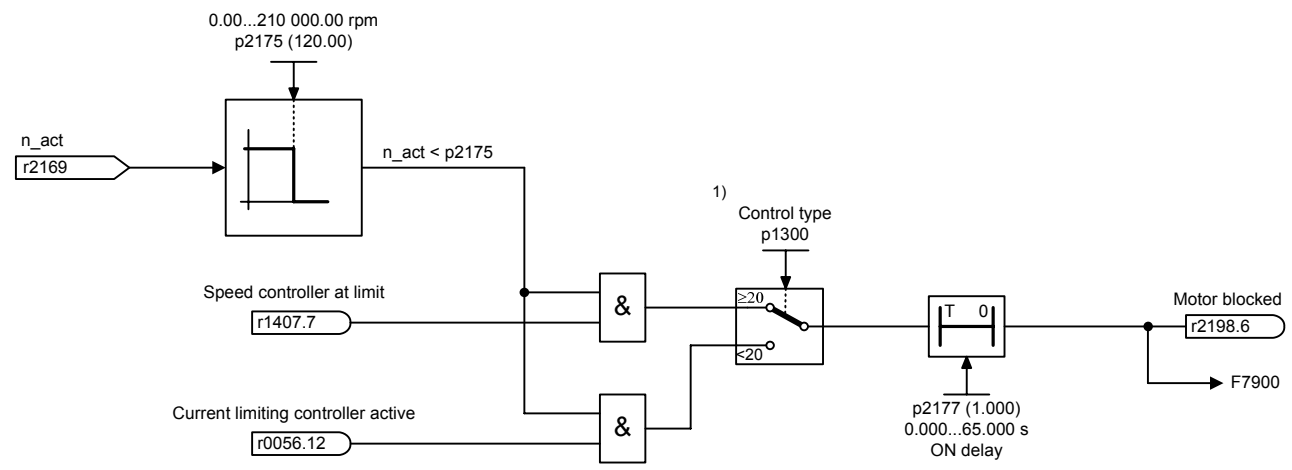 0.00...210 000.00 rpm
p2175 (120.00)
n_act
r2169
n_act < p2175
1)
Control type
p1300
Speed controller at limit
r1407.7
&
≥20
<20
T 0
Motor blocked
r2198.6
F7900
Current limiting controller active
r0056.12
&
p2177 (1.000)
0.000...65.000 s
ON delay